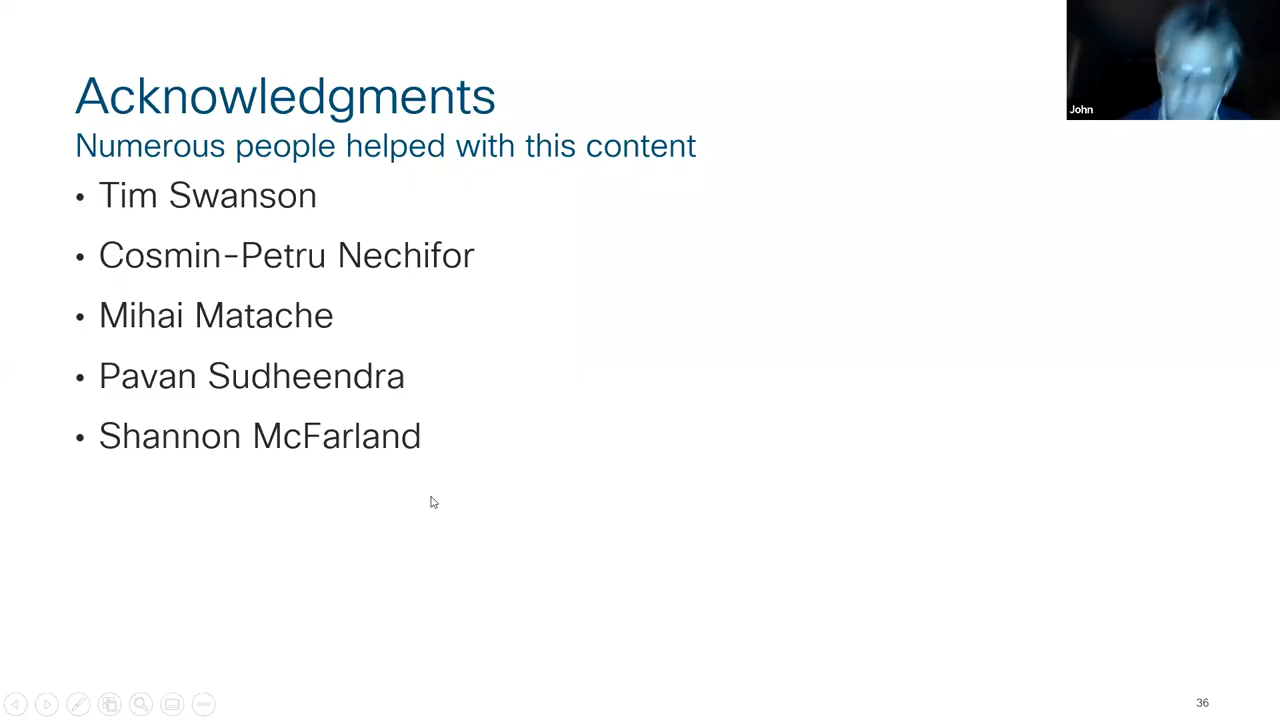 Acknowledgments
Numerous people helped with this content
• Tim Swanson
• Cosmin-Petru Nechifor
• Mihai Matache
• Pavan Sudheendra
• Shannon McFarland
John
36